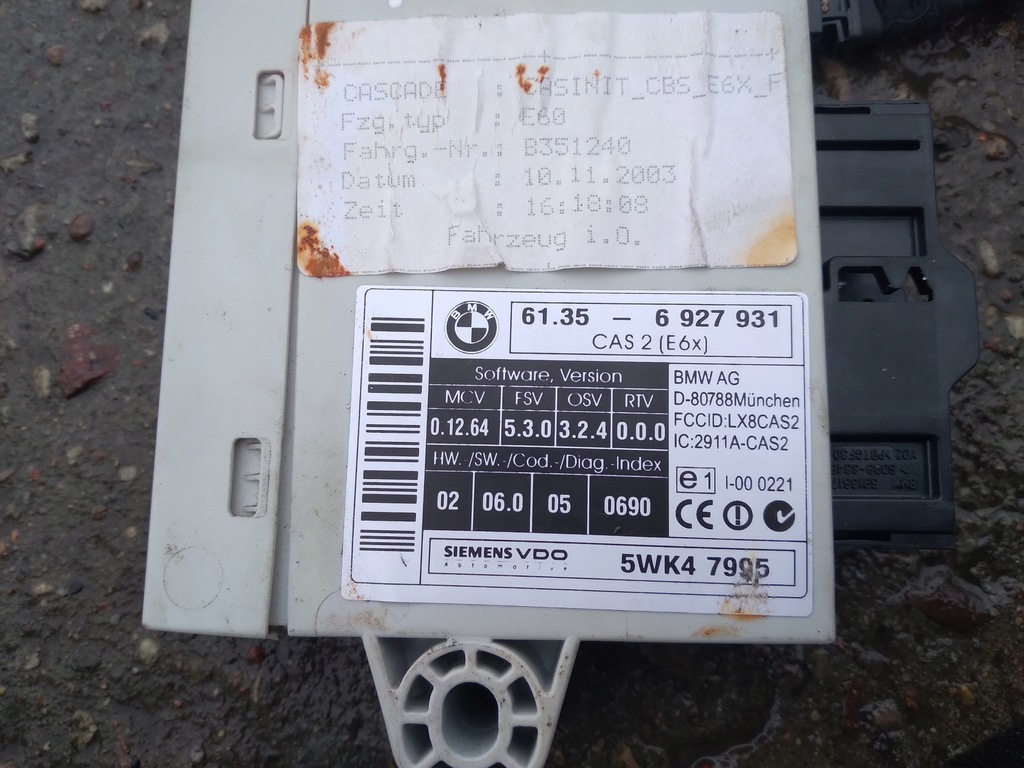 CASCADE : CASINIT_CBS_E6X_F
Fzg.typ : E60
Fahrg.-Nr.: B351240
Datum : 10.11.2003
Zeit : 16:18:08
Fahrzeug i.O.
BMW
61.35 – 6 927 931
CAS 2 (E6x)
Software, Version
MCV FSV OSV RTV
0.12.64 5.3.0 3.2.4 0.0.0
HW. /SW.-/Cod.-/Diag.-Index
02 06.0 05 0690
BMW AG
D-80788München
FCCID:LX8CAS2
IC:2911A-CAS2
e1 I-00 0221
CE
SIEMENS VDO
Automotive
5WK4 7995